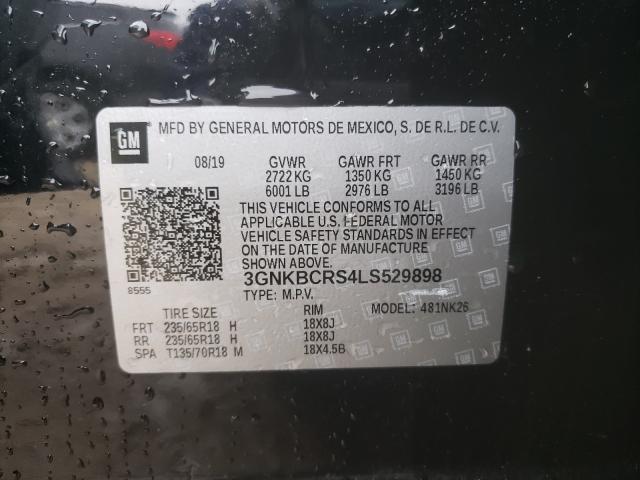 GM MFD BY GENERAL MOTORS DE MEXICO, S. DE R.L. DE C.V.
08/19 GVWR GAWR FRT GAWR RR
2722 KG 1350 KG 1450 KG
6001 LB 2976 LB 3196 LB
THIS VEHICLE CONFORMS TO ALL
APPLICABLE U.S. FEDERAL MOTOR
VEHICLE SAFETY STANDARDS IN EFFECT
ON THE DATE OF MANUFACTURE
SHOWN ABOVE.
3GNKBCRS4LS529898
8555 TYPE: M.P.V.
TIRE SIZE RIM MODEL: 481NK26
FRT 235/65R18 H 18X8J
RR 235/65R18 H 18X8J
SPA T135/70R18 M 18X4.5B